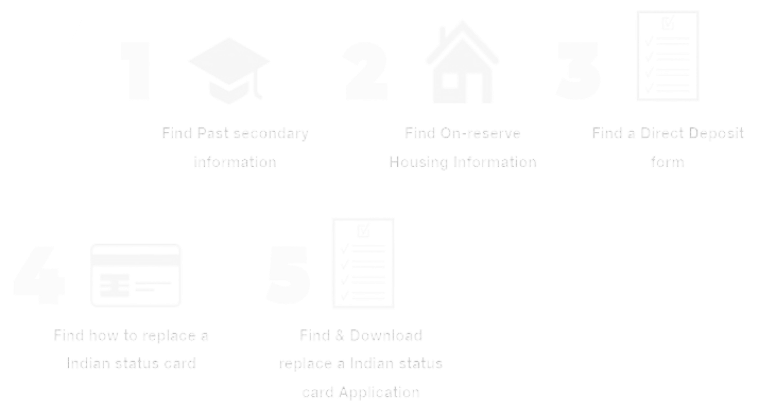 1
Find Past secondary
information
2
Find On-reserve
Housing Information
3
Find a Direct Deposit
form
4
Find how to replace a
Indian status card
5
Find & Download
replace a Indian status
card Application